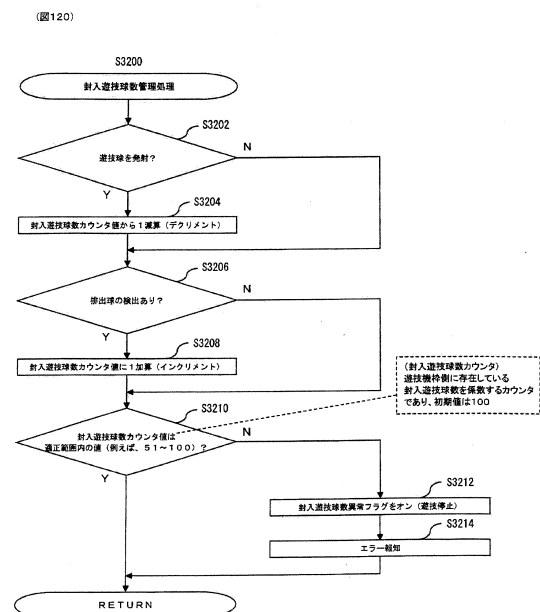 (図120)
S3200
封入遊技球数管理処理
S3202
遊技球を発射？
N
Y
S3204
封入遊技球数カウンタ値から１減算（デクリメント）
S3206
排出球の検出あり？
N
Y
S3208
封入遊技球数カウンタ値に１加算（インクリメント）
（封入遊技球数カウンタ）
遊技機枠側に存在している
封入遊技球数を係数するカウンタ
であり、初期値は１００
S3210
封入遊技球数カウンタ値は
適正範囲内の値（例えば、５１～１００）？
N
Y
S3212
封入遊技球数異常フラグをオン（遊技停止）
S3214
エラー報知
RETURN